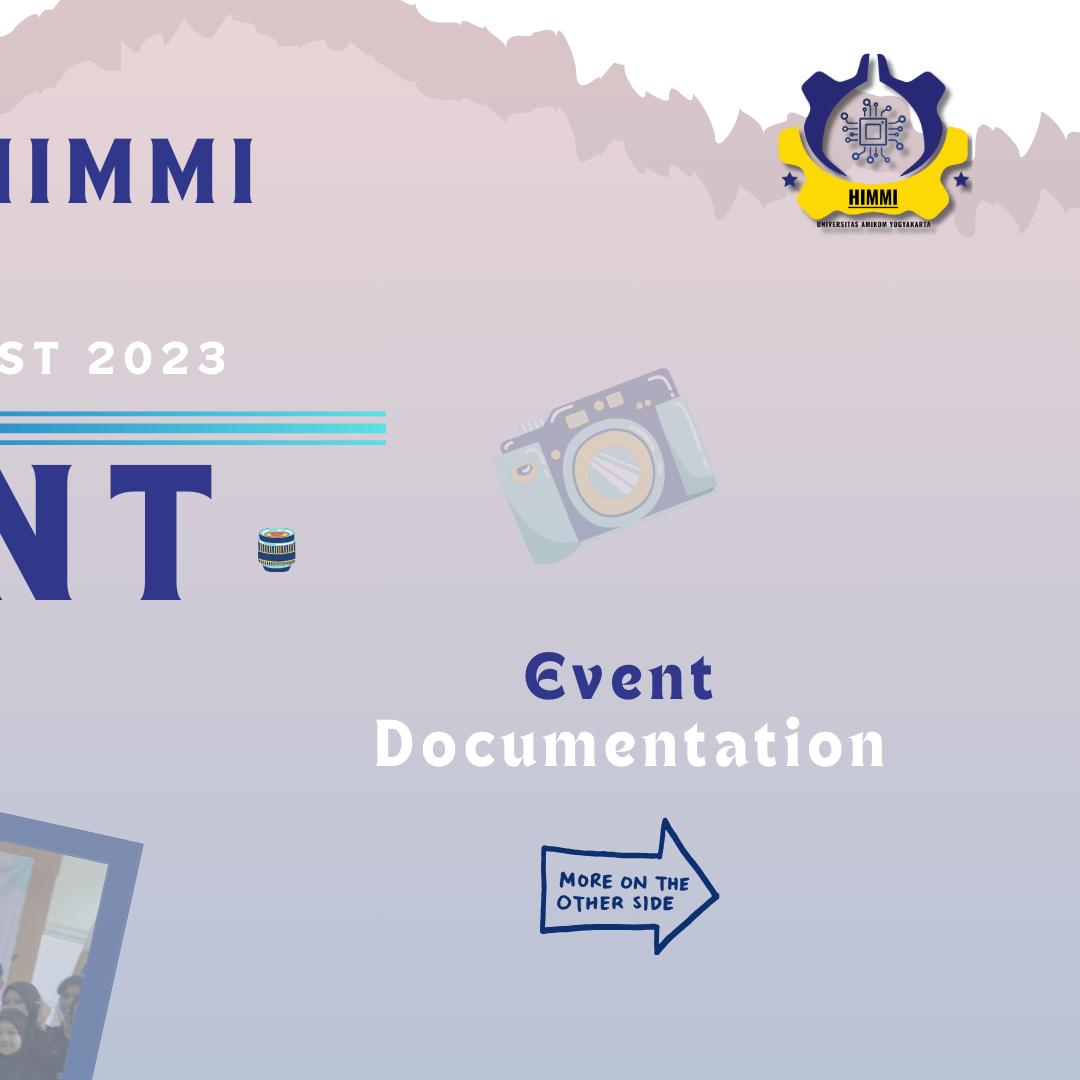 HIMMI
HIMMI
UNIVERSITAS AMIKOM YOGYAKARTA
ST 2023
NT
Event
Documentation
MORE ON THE
OTHER SIDE